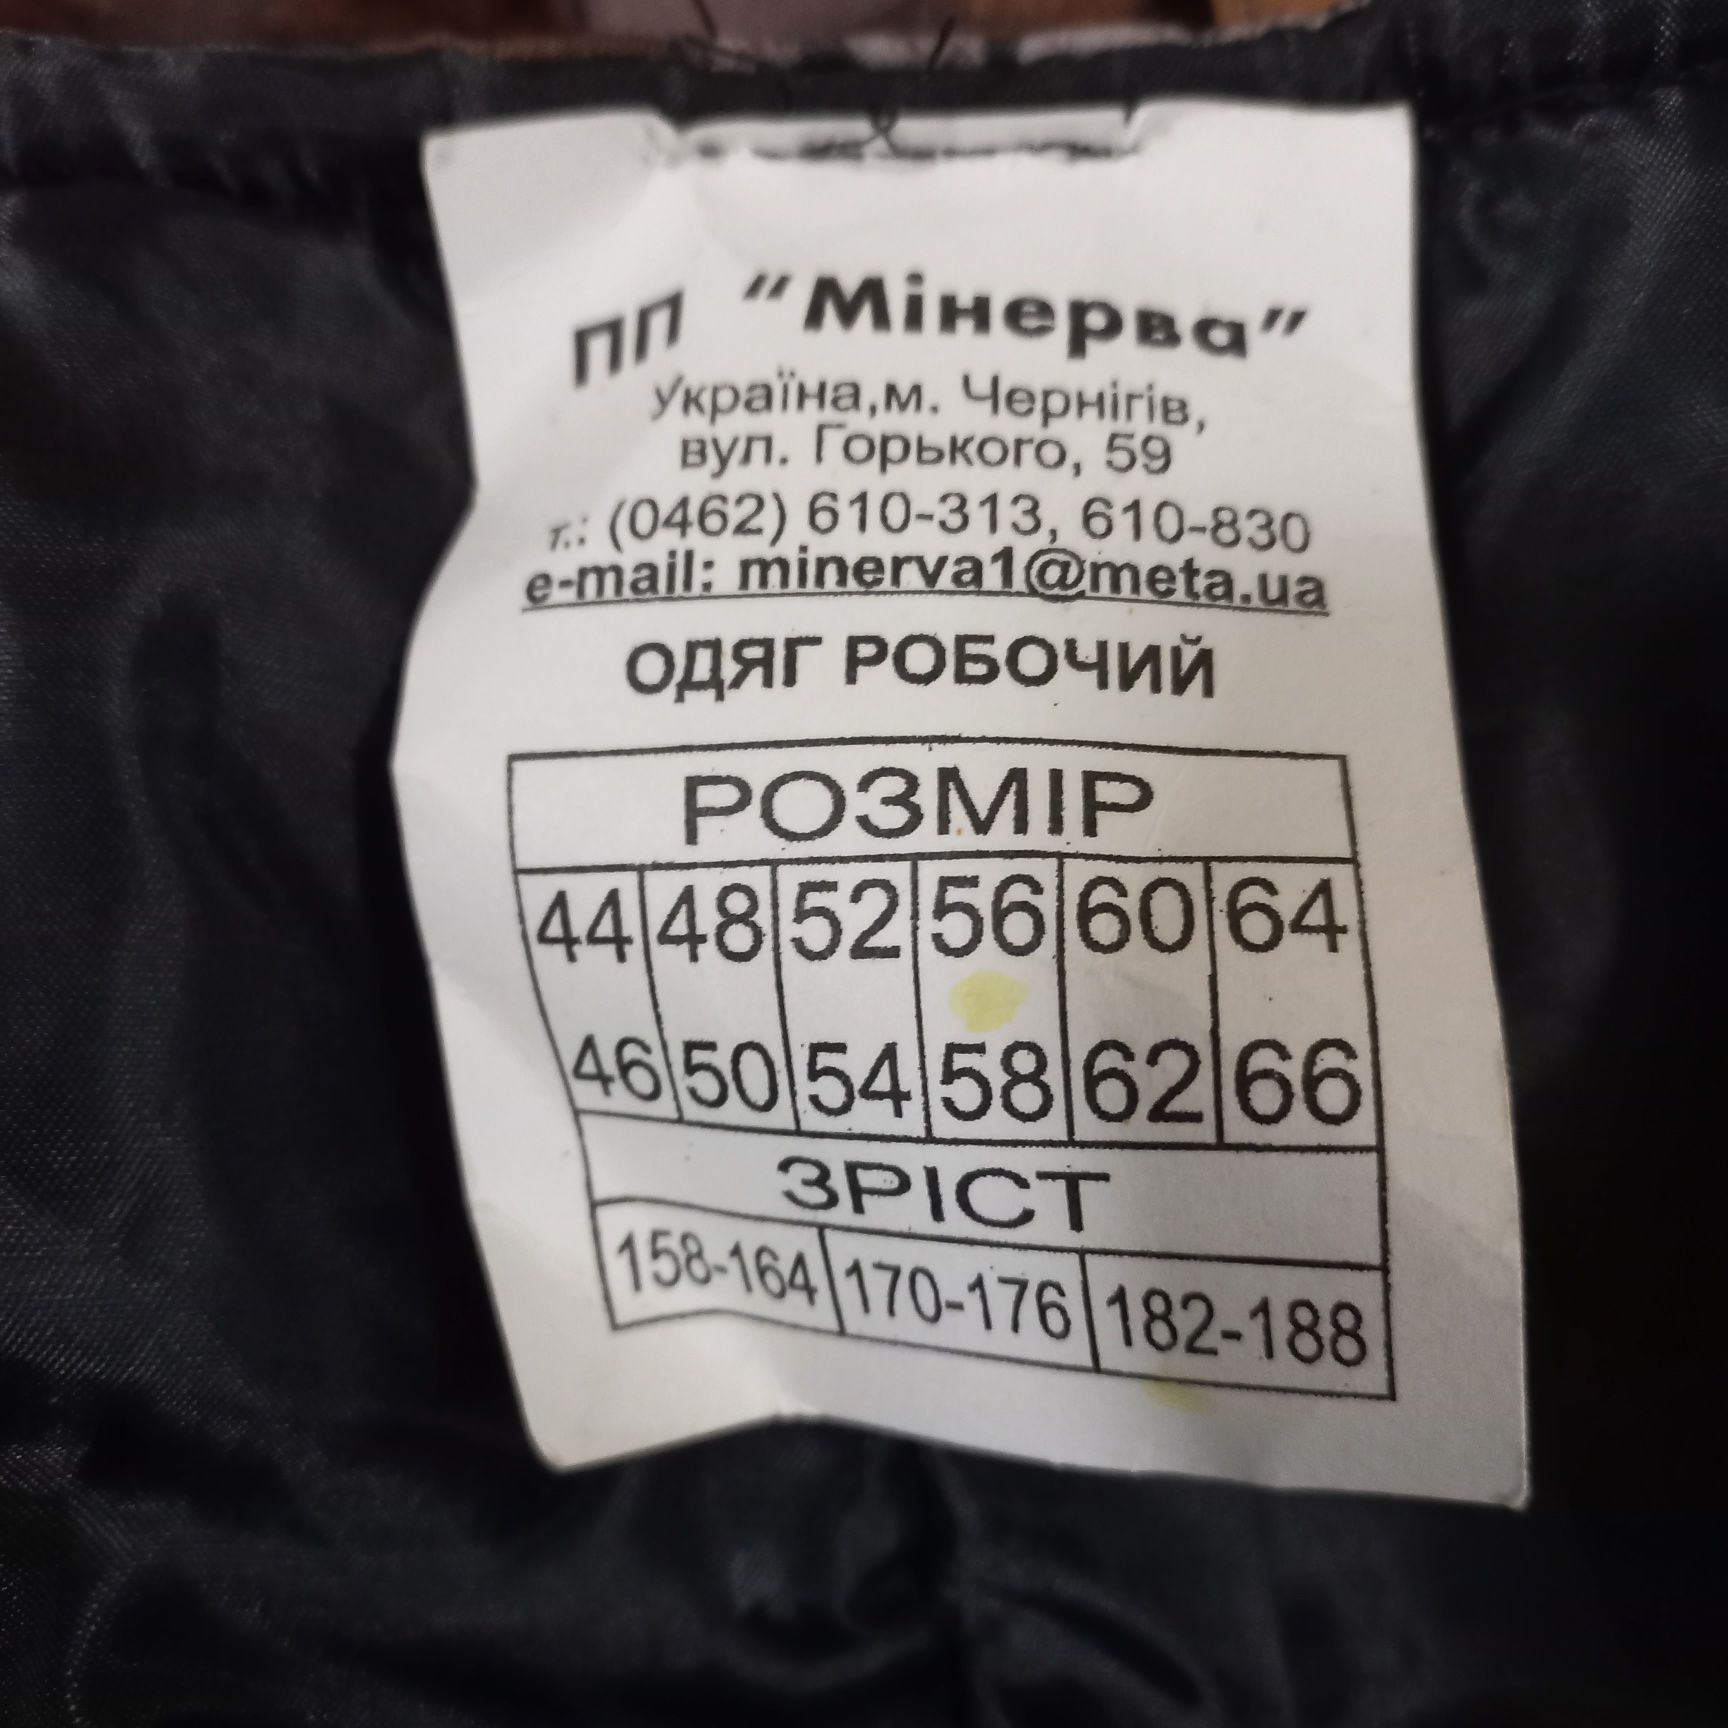 ПП "Мінерва"
Україна,м. Чернігів,
вул. Горького, 59
т.: (0462) 610-313, 610-830
e-mail: minerva1@meta.ua
ОДЯГ РОБОЧИЙ
РОЗМІР
44 48 52 56 60 64
46 50 54 58 62 66
ЗРІСТ
158-164 170-176 182-188